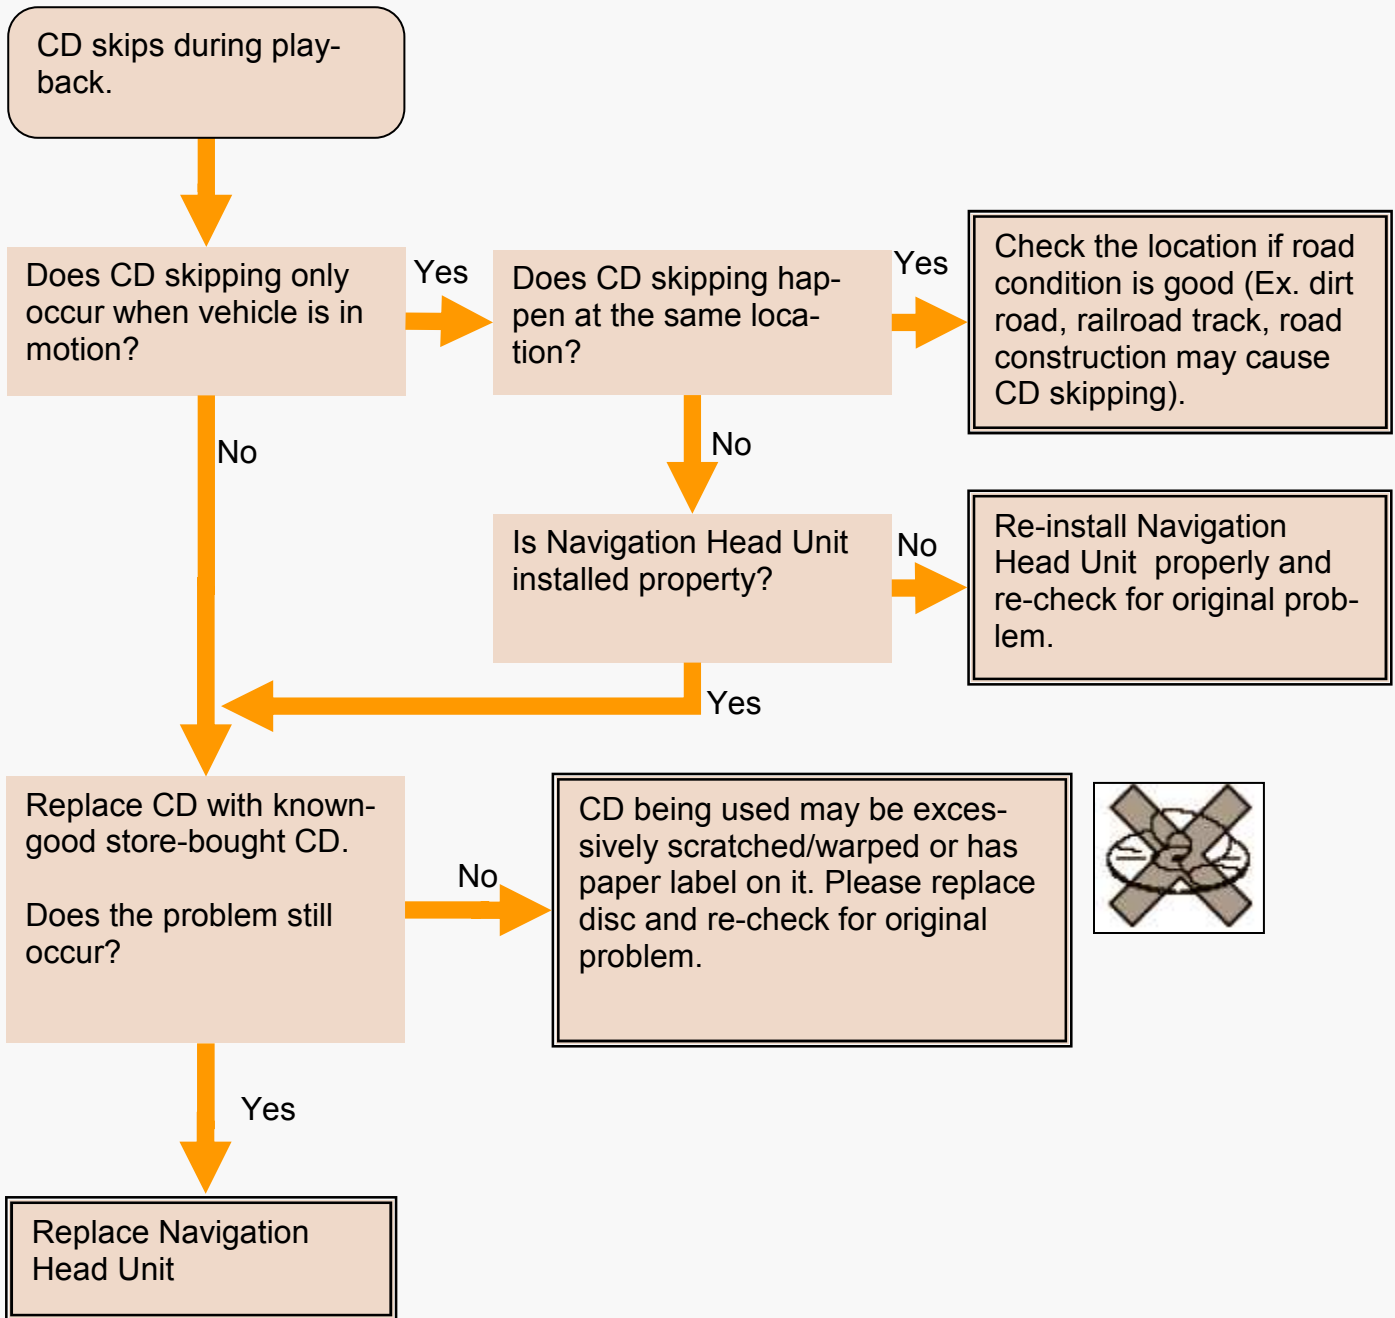 CD skips during play-
back.
Does CD skipping only
occur when vehicle is in
motion?
Yes
Does CD skipping hap-
pen at the same loca-
tion?
Yes
Check the location if road
condition is good (Ex. dirt
road, railroad track, road
construction may cause
CD skipping).
No
No
Is Navigation Head Unit
installed property?
No
Re-install Navigation
Head Unit  properly and
re-check for original prob-
lem.
Yes
Replace CD with known-
good store-bought CD.
Does the problem still
occur?
No
CD being used may be exces-
sively scratched/warped or has
paper label on it. Please replace
disc and re-check for original
problem.
Yes
Replace Navigation
Head Unit